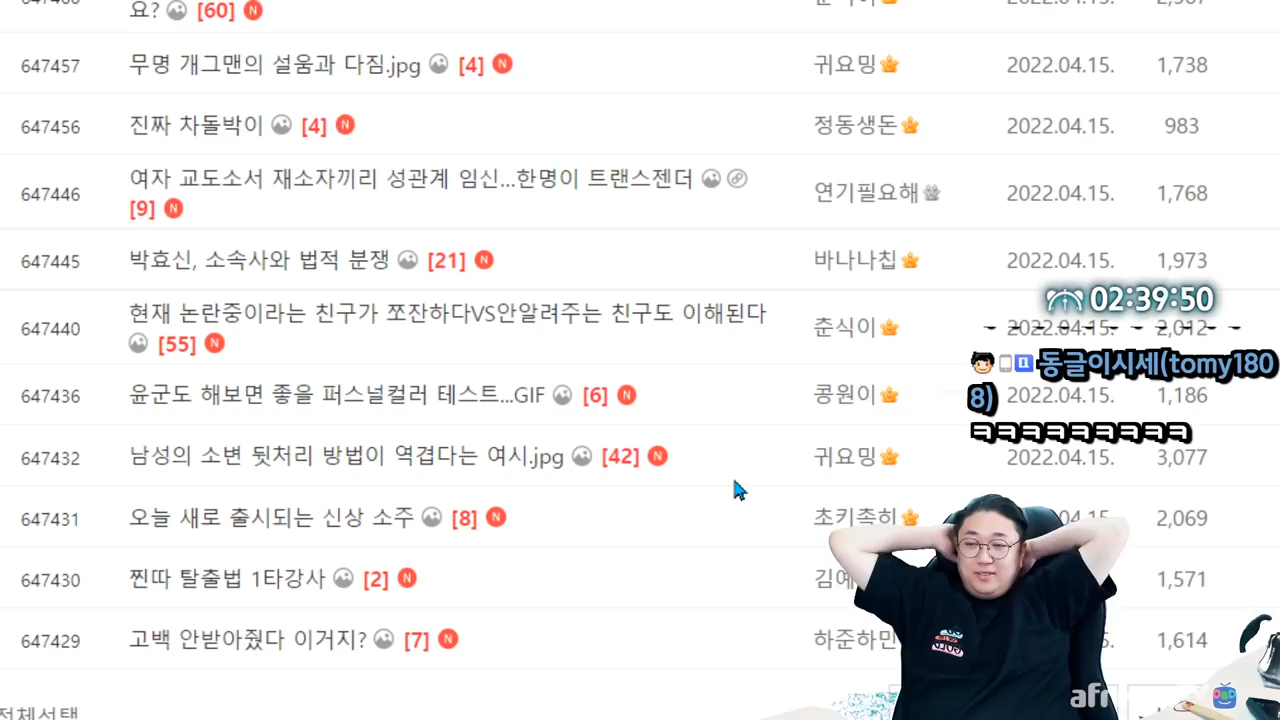 요? [60] N
647457 무명 개그맨의 설움과 다짐.jpg [4] N 귀요밍 2022.04.15. 1,738
647456 진짜 차돌박이 [4] N 정동생돈 2022.04.15. 983
647446 여자 교도소서 재소자끼리 성관계 임신...한명이 트랜스젠더 연기필요해 2022.04.15. 1,768
[9] N
647445 박효신, 소속사와 법적 분쟁 [21] N 바나나칩 2022.04.15. 1,973
02:39:50
647440 현재 논란중이라는 친구가 쪼잔하다VS안알려주는 친구도 이해된다 춘식이 2022.04.15. 2,012
[55] N
동글이시세(tomy180
8)
647436 윤군도 해보면 좋을 퍼스널컬러 테스트...GIF [6] N 콩원이 2022.04.15. 1,186
ㅋㅋㅋㅋㅋㅋㅋㅋㅋ
647432 남성의 소변 뒷처리 방법이 역겹다는 여시.jpg [42] N 귀요밍 2022.04.15. 3,077
647431 오늘 새로 출시되는 신상 소주 [8] N 초키촉히 04.15. 2,069
647430 찐따 탈출법 1타강사 [2] N 1,571
647429 고백 안받아줬다 이거지? [7] N 하준하민 1,614
전체선택